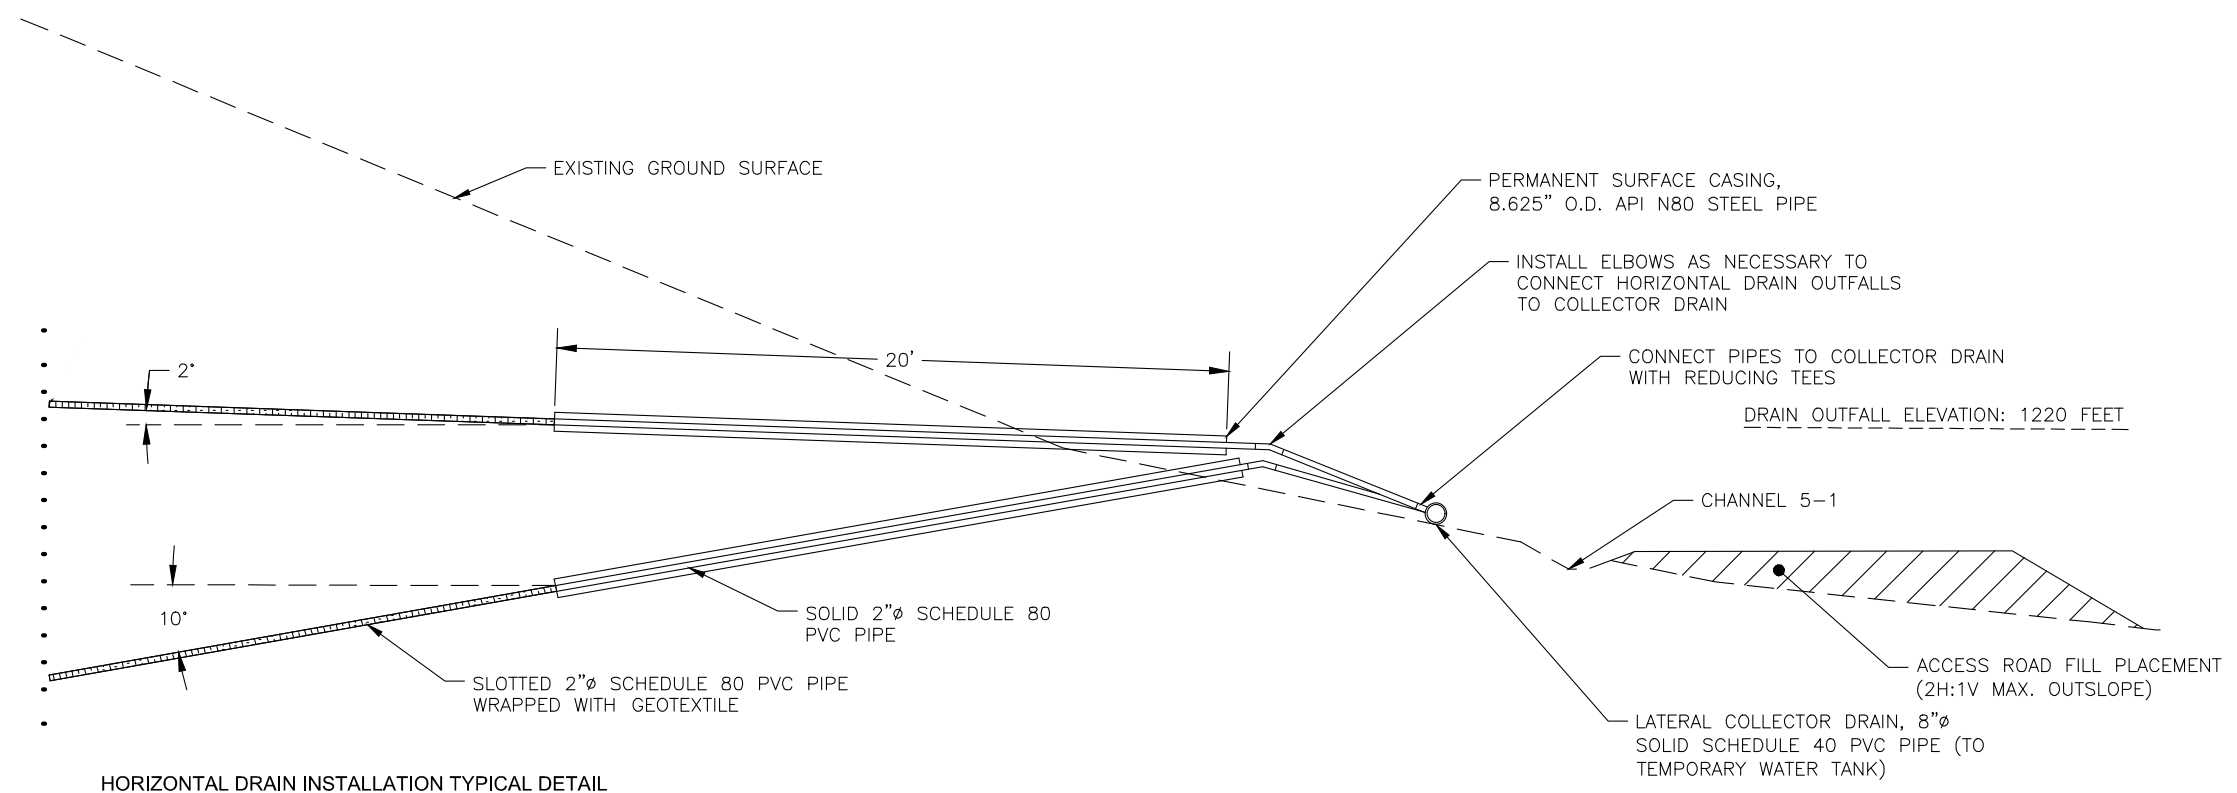 EXISTING GROUND SURFACE
PERMANENT SURFACE CASING,
8.625" O.D. API N80 STEEL PIPE
INSTALL ELBOWS AS NECESSARY TO
CONNECT HORIZONTAL DRAIN OUTFALLS
TO COLLECTOR DRAIN
20'
2°
CONNECT PIPES TO COLLECTOR DRAIN
WITH REDUCING TEES
DRAIN OUTFALL ELEVATION: 1220 FEET
CHANNEL 5-1
10°
SOLID 2"ø SCHEDULE 80
PVC PIPE
SLOTTED 2"ø SCHEDULE 80 PVC PIPE
WRAPPED WITH GEOTEXTILE
ACCESS ROAD FILL PLACEMENT
(2H:1V MAX. OUTSLOPE)
LATERAL COLLECTOR DRAIN, 8"ø
SOLID SCHEDULE 40 PVC PIPE (TO
TEMPORARY WATER TANK)
HORIZONTAL DRAIN INSTALLATION TYPICAL DETAIL